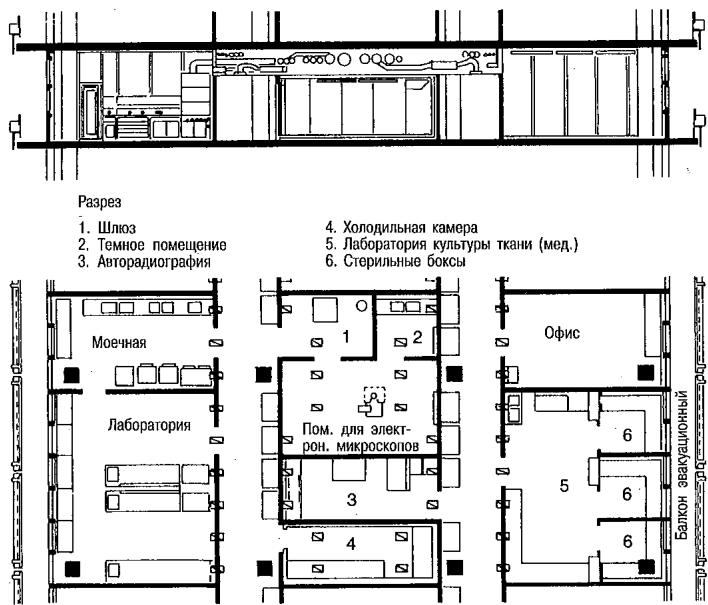 Разрез
1. Шлюз
2. Темное помещение
3. Авторадиография
4. Холодильная камера
5. Лаборатория культуры ткани (мед.)
6. Стерильные боксы
Моечная
1
2
Офис
Лаборатория
Пом. для элект-
рон. микроскопов
3
4
5
6
6
6
Балкон эвакуационный